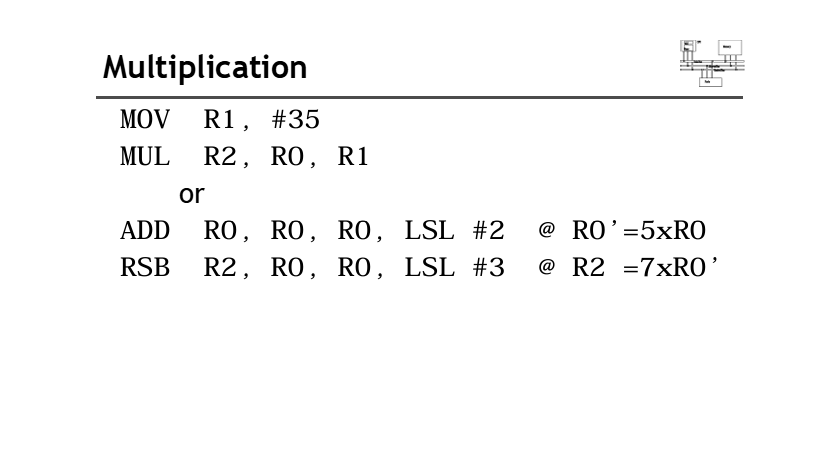 Multiplication
MOV R1, #35
MUL R2, R0, R1
or
ADD R0, R0, R0, LSL #2 @ R0’=5xR0
RSB R2, R0, R0, LSL #3 @ R2 =7xR0’